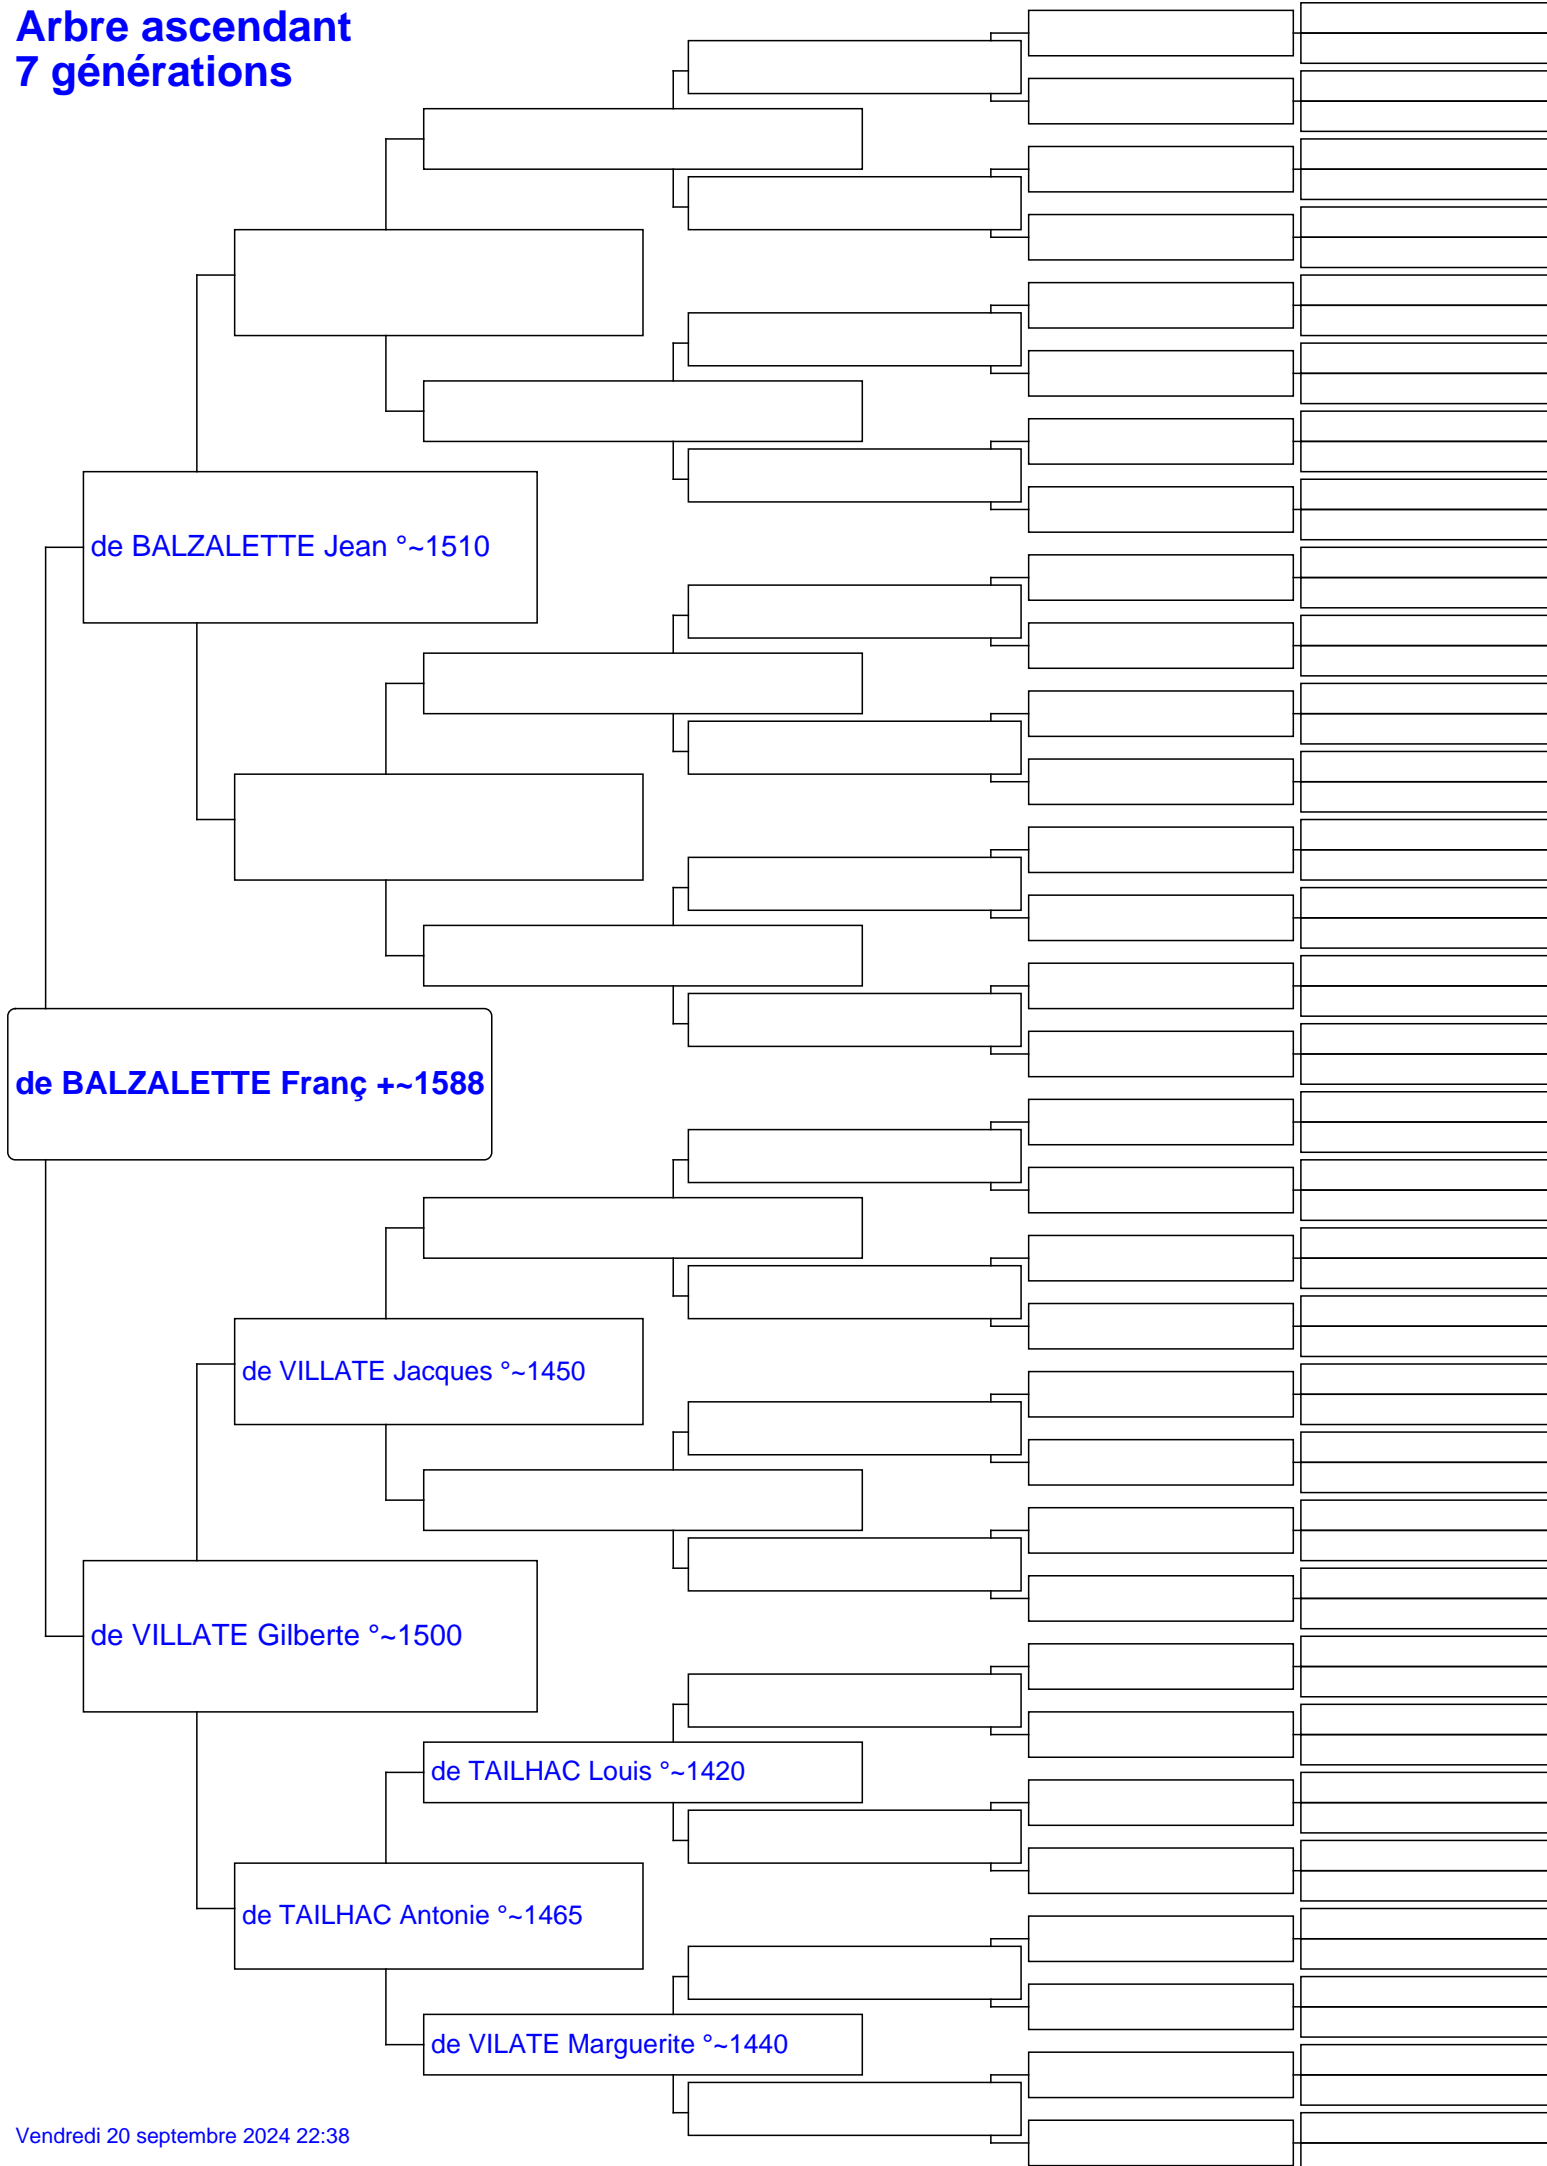 Arbre ascendant
7 générations
de BALZALETTE Jean °~1510
de BALZALETTE Franç +~1588
de VILLATE Jacques °~1450
de VILLATE Gilberte °~1500
de TAILHAC Louis °~1420
de TAILHAC Antonie °~1465
de VILATE Marguerite °~1440
Vendredi 20 septembre 2024 22:38